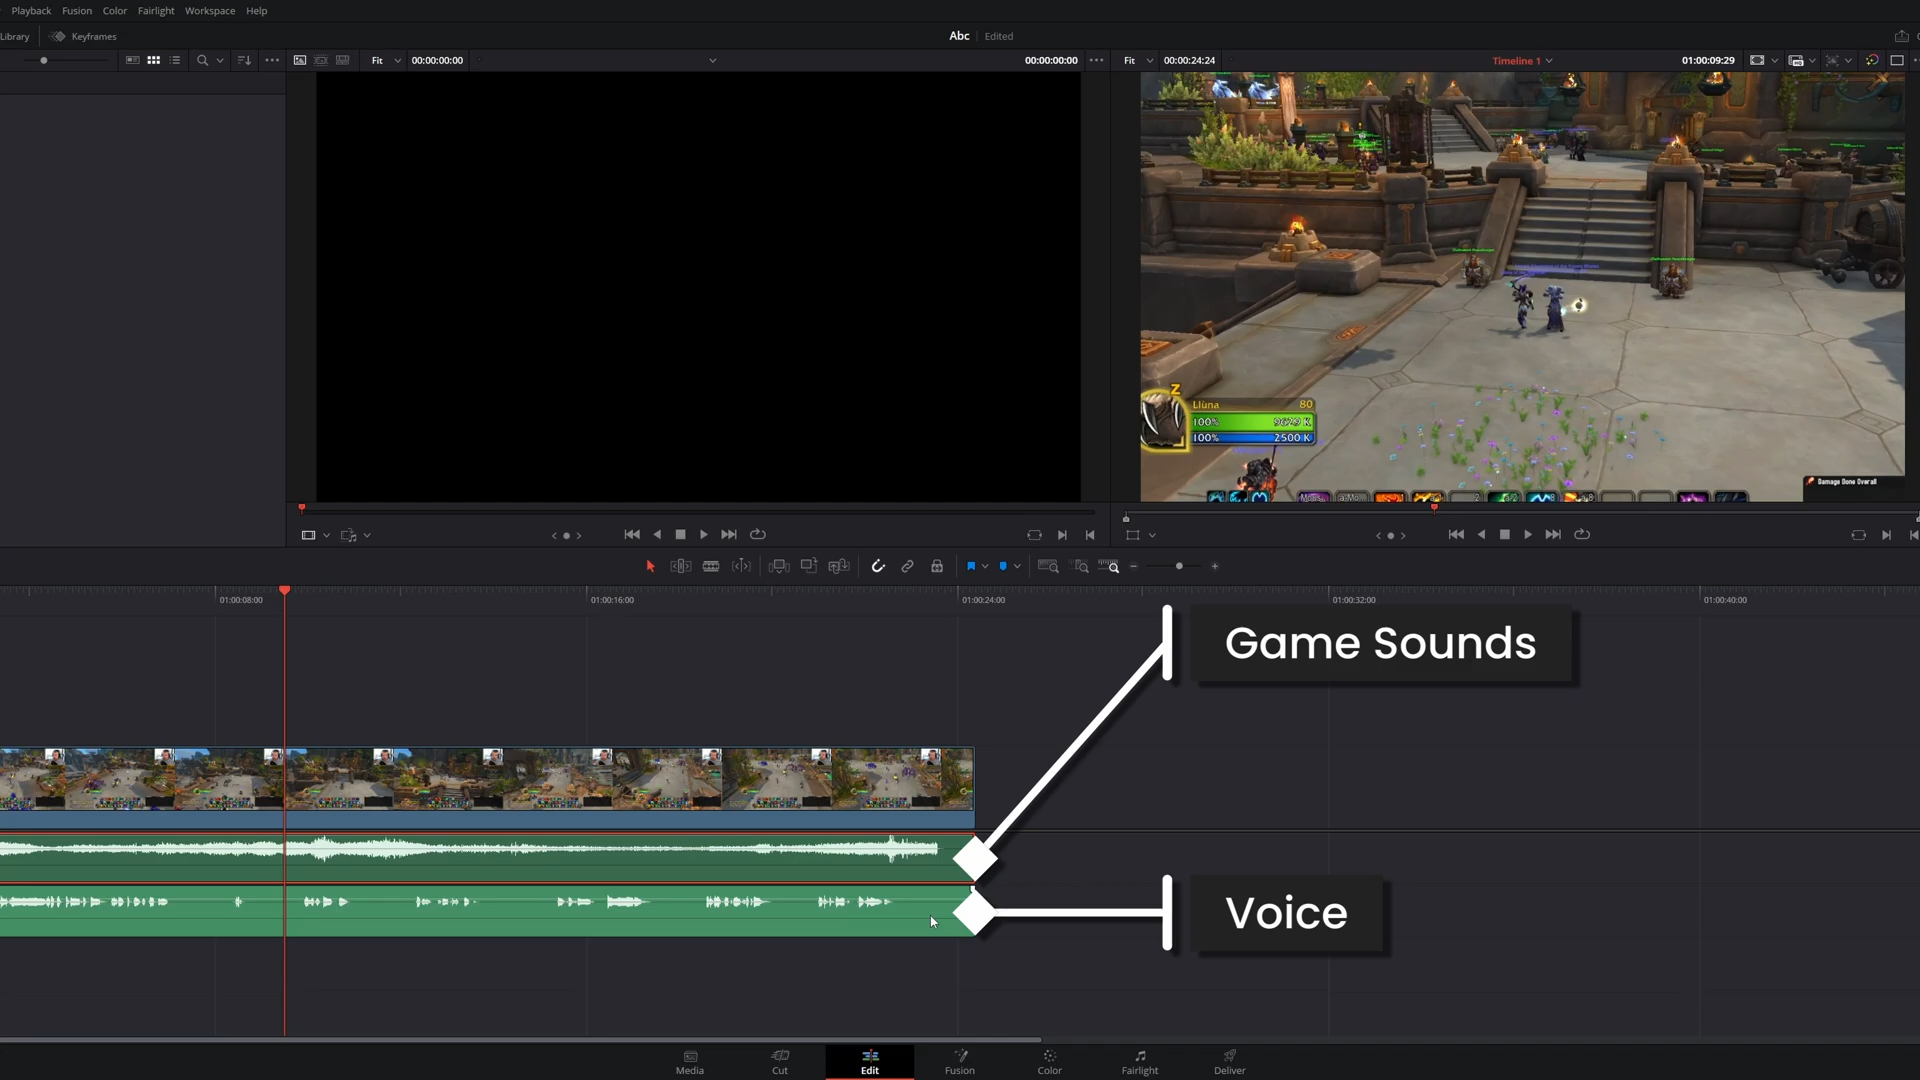 Playback Fusion Color Fairlight Workspace Help
Library Keyframes Abc Edited
Fit 00:00:00:00 00:00:00:00 Fit 00:00:24:24 Timeline 1 01:00:09:29
Z
Llùna 80
100% 9679 K
100% 2500 K
Damage Done Overall
01:00:08:00 01:00:16:00 01:00:24:00 01:00:32:00 01:00:40:00
Game Sounds
Voice
Media Cut Edit Fusion Color Fairlight Deliver